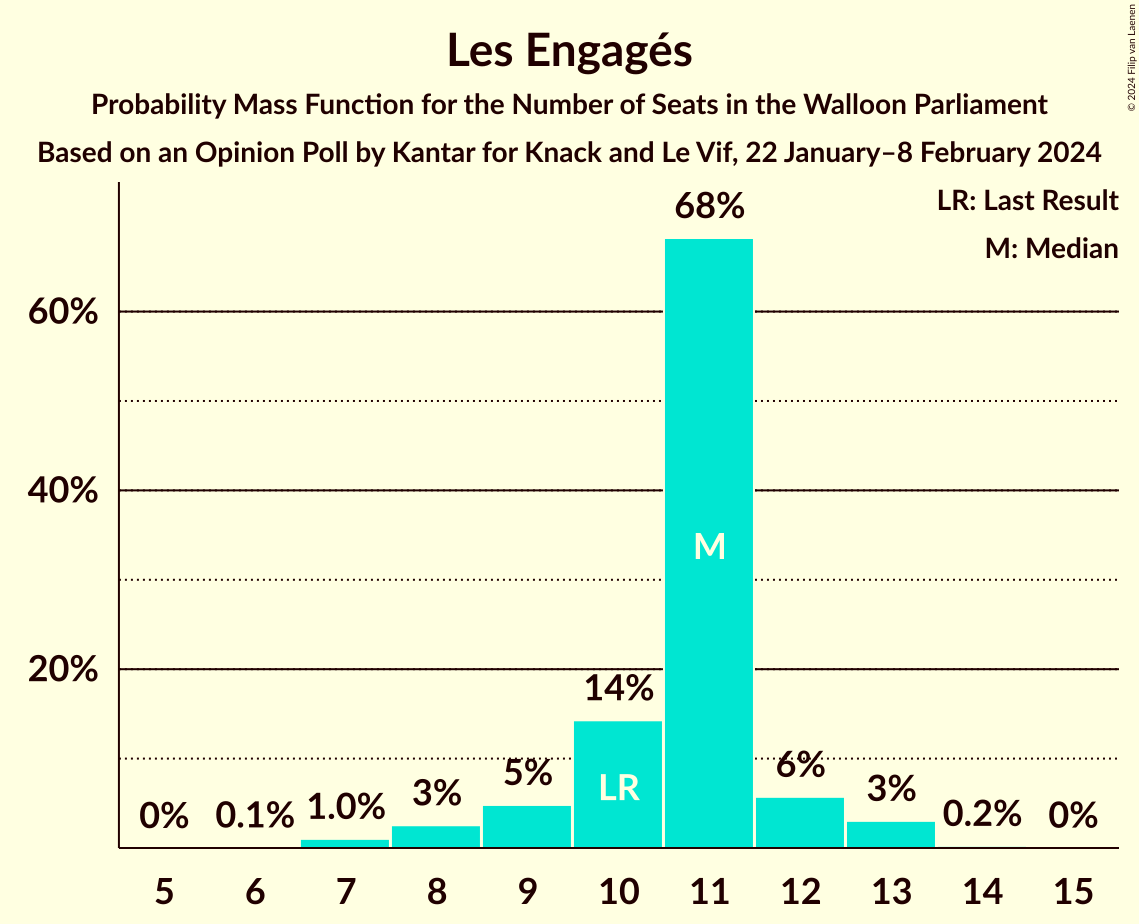 Les Engagés
Probability Mass Function for the Number of Seats in the Walloon Parliament
Based on an Opinion Poll by Kantar for Knack and Le Vif, 22 January–8 February 2024
© 2024 Filip van Laenen
LR: Last Result
M: Median
68%
60%
40%
M
20%
14%
LR
6%
5%
3%
3%
1.0%
0.1%
0%
0.2%
0%
5 6 7 8 9 10 11 12 13 14 15